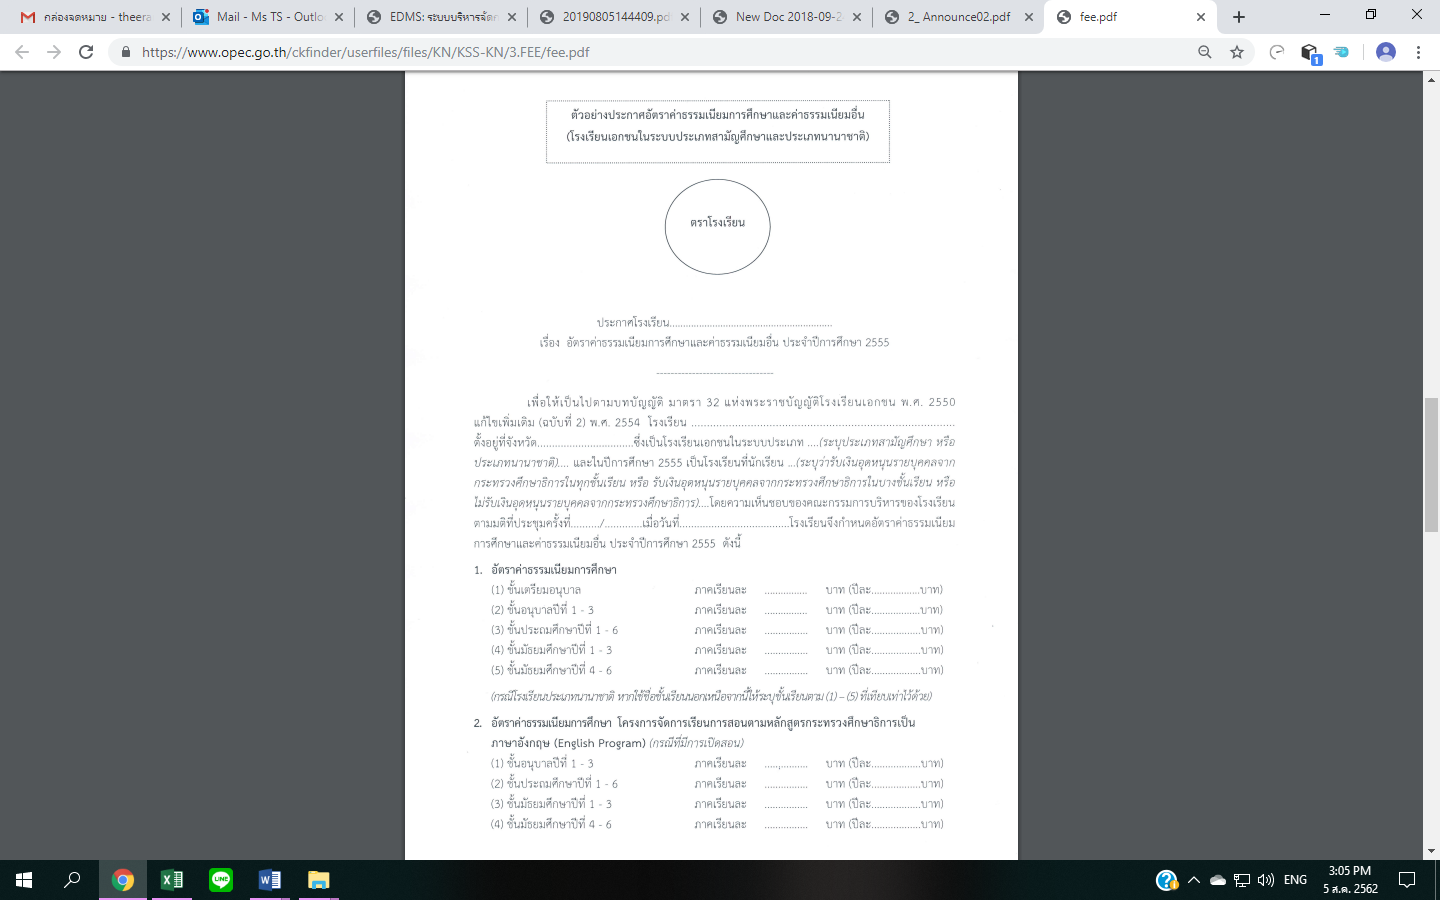 กล่องจดหมาย - theera
Mail - Ms TS - Outlo
EDMS: ระบบบริหารจัดก
20190805144409.pd
New Doc 2018-09-2
2_ Announce02.pdf
fee.pdf
https://www.opec.go.th/ckfinder/userfiles/files/KN/KSS-KN/3.FEE/fee.pdf
1
ตัวอย่างประกาศอัตราค่าธรรมเนียมการศึกษาและค่าธรรมเนียมอื่น
(โรงเรียนเอกชนในระบบประเภทสามัญศึกษาและประเภทนานาชาติ)
ตราโรงเรียน
ประกาศโรงเรียน.............................................................
เรื่อง อัตราค่าธรรมเนียมการศึกษาและค่าธรรมเนียมอื่น ประจำปีการศึกษา 2555
---------------------------------
เพื่อให้เป็นไปตามบทบัญญัติ มาตรา 32 แห่งพระราชบัญญัติโรงเรียนเอกชน พ.ศ. 2550
แก้ไขเพิ่มเติม (ฉบับที่ 2) พ.ศ. 2554 โรงเรียน ....................................................................................
ตั้งอยู่ที่จังหวัด................................ซึ่งเป็นโรงเรียนเอกชนในระบบประเภท ....(ระบุประเภทสามัญศึกษา หรือ
ประเภทนานาชาติ).... และในปีการศึกษา 2555 เป็นโรงเรียนที่นักเรียน ...(ระบุว่ารับเงินอุดหนุนรายบุคคลจาก
กระทรวงศึกษาธิการในทุกชั้นเรียน หรือ รับเงินอุดหนุนรายบุคคลจากกระทรวงศึกษาธิการในบางชั้นเรียน หรือ
ไม่รับเงินอุดหนุนรายบุคคลจากกระทรวงศึกษาธิการ)....โดยความเห็นชอบของคณะกรรมการบริหารของโรงเรียน
ตามมติที่ประชุมครั้งที่........../.............เมื่อวันที่......................................โรงเรียนจึงกำหนดอัตราค่าธรรมเนียม
การศึกษาและค่าธรรมเนียมอื่น ประจำปีการศึกษา 2555 ดังนี้
1. อัตราค่าธรรมเนียมการศึกษา
(1) ชั้นเตรียมอนุบาล ภาคเรียนละ ................ บาท (ปีละ..................บาท)
(2) ชั้นอนุบาลปีที่ 1 - 3 ภาคเรียนละ ................ บาท (ปีละ..................บาท)
(3) ชั้นประถมศึกษาปีที่ 1 - 6 ภาคเรียนละ ................ บาท (ปีละ..................บาท)
(4) ชั้นมัธยมศึกษาปีที่ 1 - 3 ภาคเรียนละ ................ บาท (ปีละ..................บาท)
(5) ชั้นมัธยมศึกษาปีที่ 4 - 6 ภาคเรียนละ ................ บาท (ปีละ..................บาท)
(กรณีโรงเรียนประเภทนานาชาติ หากใช้ชื่อชั้นเรียนนอกเหนือจากนี้ให้ระบุชั้นเรียนตาม (1) – (5) ที่เทียบเท่าไว้ด้วย)
2. อัตราค่าธรรมเนียมการศึกษา โครงการจัดการเรียนการสอนตามหลักสูตรกระทรวงศึกษาธิการเป็น
ภาษาอังกฤษ (English Program) (กรณีที่มีการเปิดสอน)
(1) ชั้นอนุบาลปีที่ 1 - 3 ภาคเรียนละ ................ บาท (ปีละ..................บาท)
(2) ชั้นประถมศึกษาปีที่ 1 - 6 ภาคเรียนละ ................ บาท (ปีละ..................บาท)
(3) ชั้นมัธยมศึกษาปีที่ 1 - 3 ภาคเรียนละ ................ บาท (ปีละ..................บาท)
(4) ชั้นมัธยมศึกษาปีที่ 4 - 6 ภาคเรียนละ ................ บาท (ปีละ..................บาท)
LINE
ENG
3:05 PM
5 ส.ค. 2562